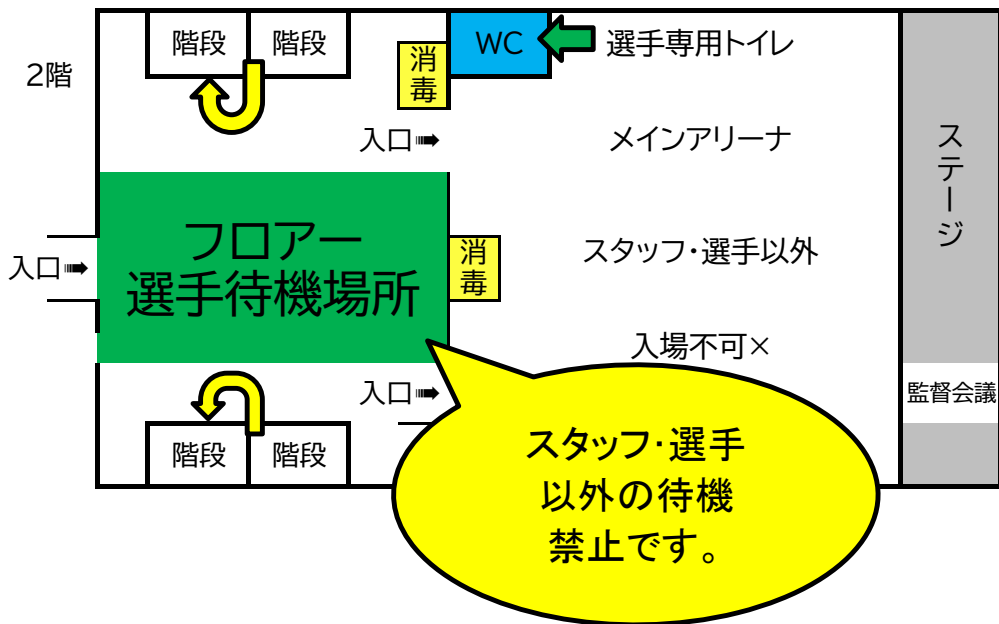 階段 階段
消毒
WC
選手専用トイレ
2階
入口➠
メインアリーナ
ステージ
フロアー
選手待機場所
入口➠
消毒
スタッフ・選手以外
入場不可×
入口➠
監督会議
階段 階段
スタッフ・選手
以外の待機
禁止です。